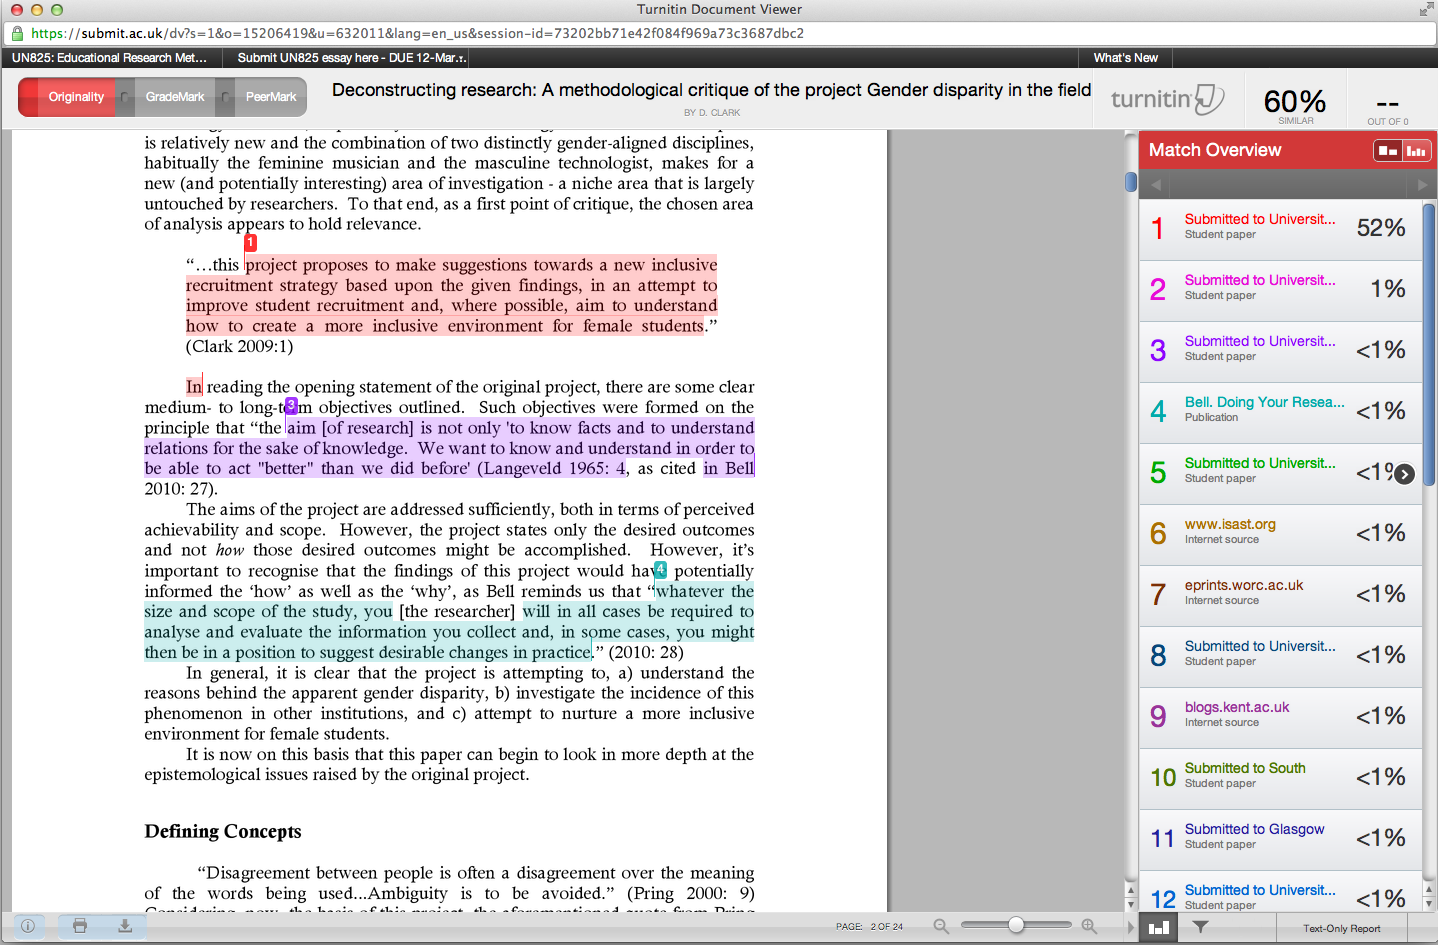 Turnitin Document Viewer
https://submit.ac.uk/dv?s=1&o=15206419&u=632011&lang=en_us&session-id=73202bb71e42f084f969a73c3687dbc2
UN825: Educational Research Met...
Submit UN825 essay here - DUE 12-Mar...
What's New
Originality
GradeMark
PeerMark
Deconstructing research: A methodological critique of the project Gender disparity in the field
BY D. CLARK
turnitin
60%
SIMILAR
--
OUT OF 0
is relatively new and the combination of two distinctly gender-aligned disciplines,
habitually the feminine musician and the masculine technologist, makes for a
new (and potentially interesting) area of investigation - a niche area that is largely
untouched by researchers. To that end, as a first point of critique, the chosen area
of analysis appears to hold relevance.
1
“…this project proposes to make suggestions towards a new inclusive
recruitment strategy based upon the given findings, in an attempt to
improve student recruitment and, where possible, aim to understand
how to create a more inclusive environment for female students.”
(Clark 2009:1)
In reading the opening statement of the original project, there are some clear
3
medium- to long-term objectives outlined. Such objectives were formed on the
principle that “the aim [of research] is not only 'to know facts and to understand
relations for the sake of knowledge. We want to know and understand in order to
be able to act "better" than we did before' (Langeveld 1965: 4, as cited in Bell
2010: 27).
The aims of the project are addressed sufficiently, both in terms of perceived
achievability and scope. However, the project states only the desired outcomes
and not how those desired outcomes might be accomplished. However, it’s
important to recognise that the findings of this project would have potentially
4
informed the ‘how’ as well as the ‘why’, as Bell reminds us that “whatever the
size and scope of the study, you [the researcher] will in all cases be required to
analyse and evaluate the information you collect and, in some cases, you might
then be in a position to suggest desirable changes in practice.” (2010: 28)
In general, it is clear that the project is attempting to, a) understand the
reasons behind the apparent gender disparity, b) investigate the incidence of this
phenomenon in other institutions, and c) attempt to nurture a more inclusive
environment for female students.
It is now on this basis that this paper can begin to look in more depth at the
epistemological issues raised by the original project.
Defining Concepts
“Disagreement between people is often a disagreement over the meaning
of the words being used...Ambiguity is to be avoided.” (Pring 2000: 9)
Considering, now, the basis of this project, the aforementioned quote from Pring
Match Overview
1 Submitted to Universit... 52%
Student paper
2 Submitted to Universit... 1%
Student paper
3 Submitted to Universit... <1%
Student paper
4 Bell. Doing Your Resea... <1%
Publication
5 Submitted to Universit... <1%
Student paper
6 www.isast.org <1%
Internet source
7 eprints.worc.ac.uk <1%
Internet source
8 Submitted to Universit... <1%
Student paper
9 blogs.kent.ac.uk <1%
Internet source
10 Submitted to South <1%
Student paper
11 Submitted to Glasgow <1%
Student paper
12 Submitted to Universit... <1%
PAGE: 2 OF 24
Text-Only Report